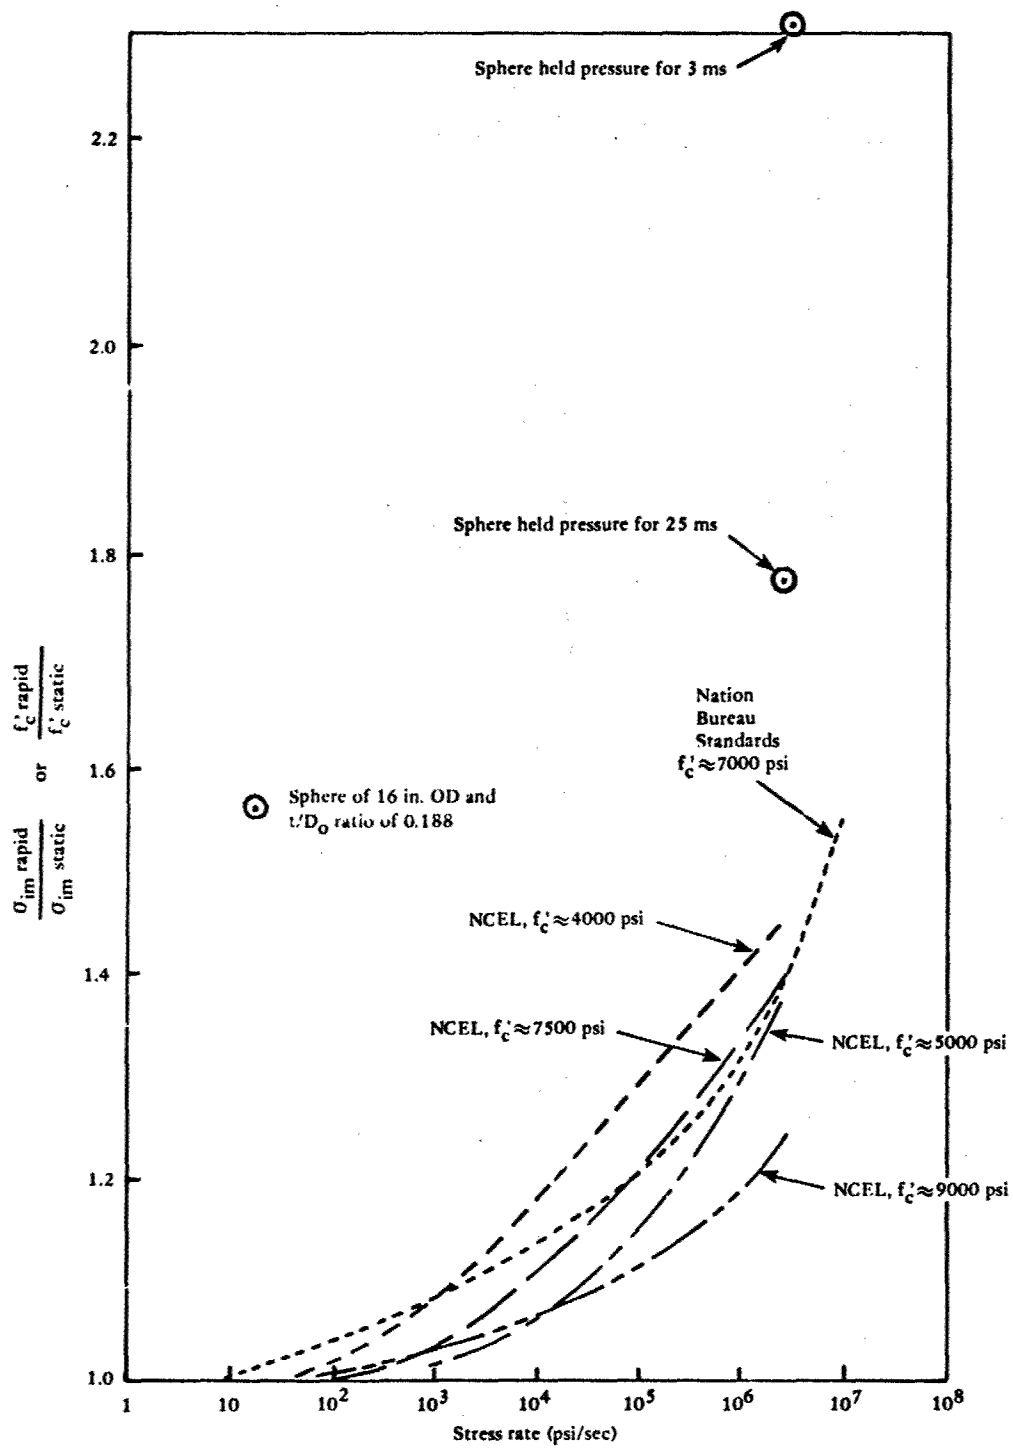 Sphere held pressure for 3 ms
2.2
2.0
Sphere held pressure for 25 ms
1.8
Nation
Bureau
Standards
f'c≈7000 psi
1.6
Sphere of 16 in. OD and
t/Do ratio of 0.188
σim rapid
σim static
or
f'c rapid
f'c static
NCEL, f'c≈4000 psi
1.4
NCEL, f'c≈7500 psi
NCEL, f'c≈5000 psi
1.2
NCEL, f'c≈9000 psi
1.0
1 10 10² 10³ 10⁴ 10⁵ 10⁶ 10⁷ 10⁸
Stress rate (psi/sec)